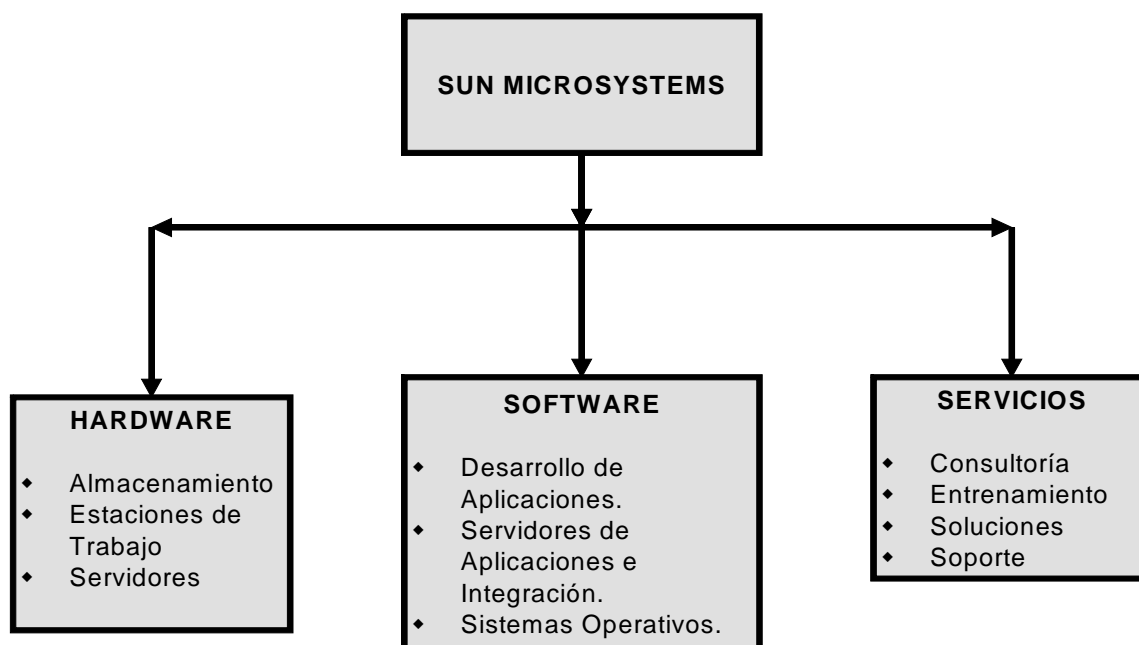 SUN MICROSYSTEMS
HARDWARE
◆ Almacenamiento
◆ Estaciones de
Trabajo
◆ Servidores
SOFTWARE
◆ Desarrollo de
Aplicaciones.
◆ Servidores de
Aplicaciones e
Integración.
◆ Sistemas Operativos.
SERVICIOS
◆ Consultoría
◆ Entrenamiento
◆ Soluciones
◆ Soporte